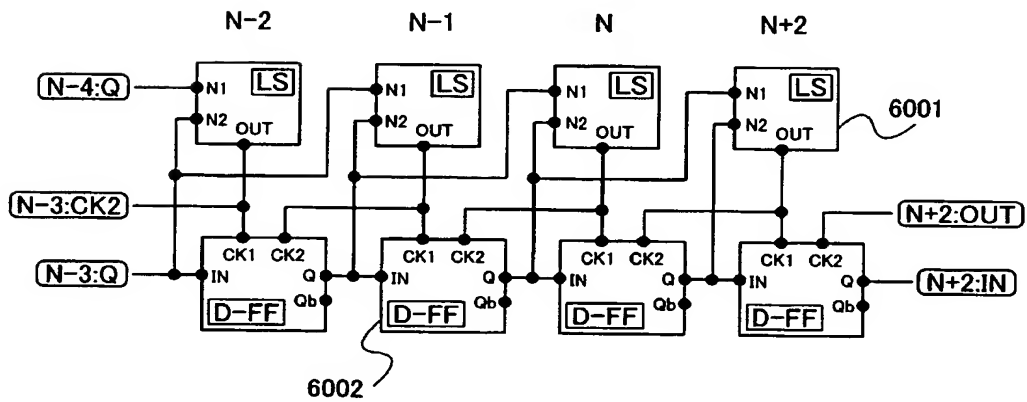 N-2 N-1 N N+2
LS LS LS LS
N-4:Q N1 N1 N1 N1
N2 N2 N2 N2 6001
OUT OUT OUT OUT
N-3:CK2 N+2:OUT
CK1 CK2 CK1 CK2 CK1 CK2 CK1 CK2
N-3:Q IN Q IN Q IN Q IN Q N+2:IN
Qb Qb Qb Qb
D-FF D-FF D-FF D-FF
6002